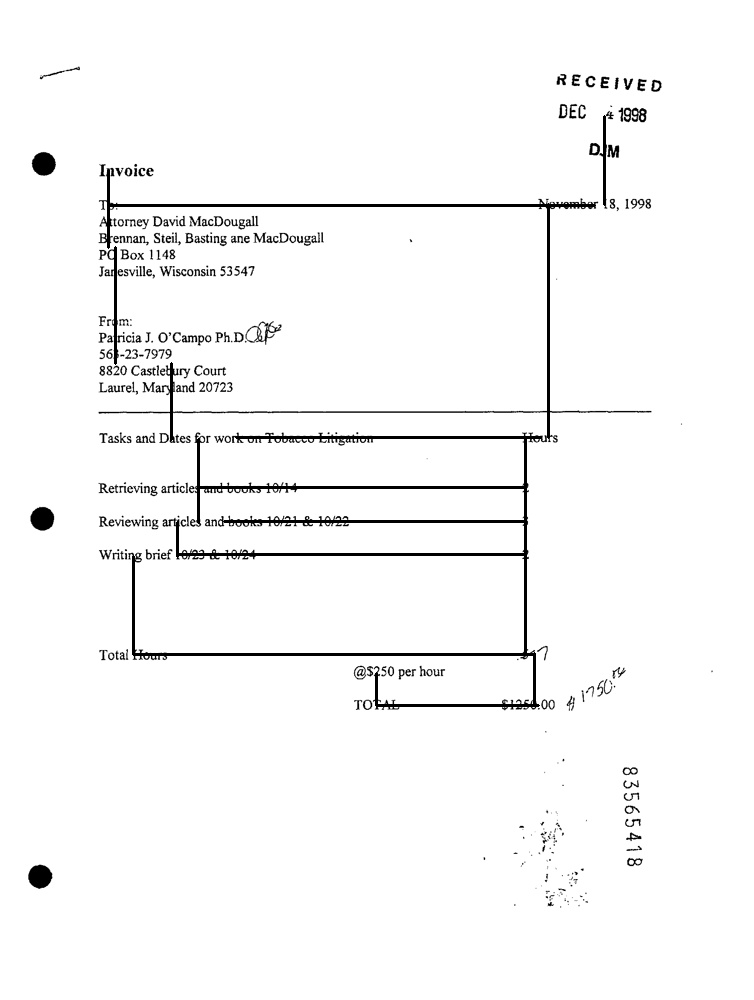 RECEIVED
DEC 4 1998
DJM
Invoice
To:
November 18, 1998
Attorney David MacDougall
Brennan, Steil, Basting ane MacDougall
PO Box 1148
Janesville, Wisconsin 53547
From:
Patricia J. O'Campo Ph.D.
563-23-7979
8820 Castlebury Court
Laurel, Maryland 20723
Tasks and Dates for work on Tobacco Litigation Hours
Retrieving articles and books 10/14 2
Reviewing articles and books 10/21 & 10/22 3
Writing brief 10/23 & 10/24 2
Total Hours 7
@$250 per hour
TOTAL $1250.00 $1750.00
83565418